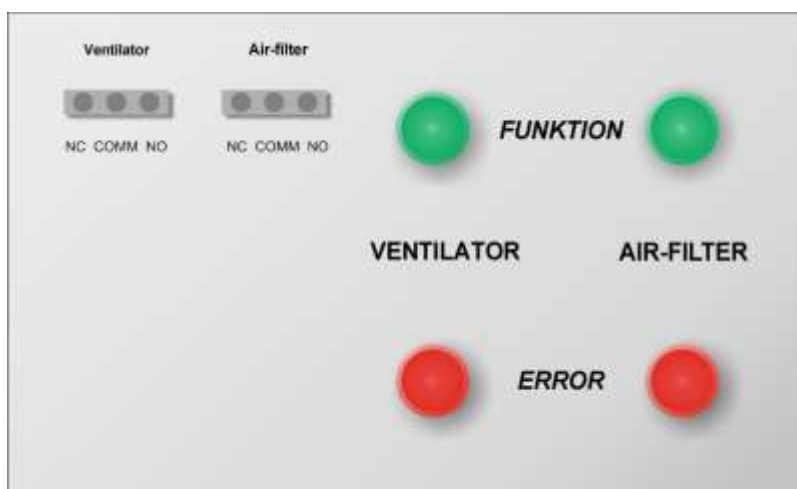 Ventilator Air-filter
NC COMM NO NC COMM NO
FUNKTION
VENTILATOR AIR-FILTER
ERROR